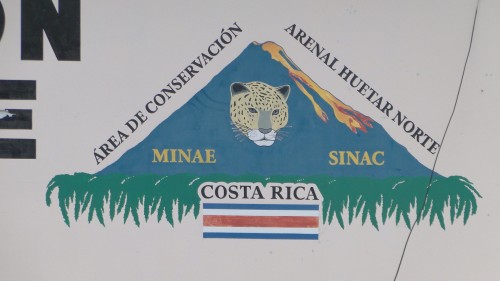 ÁREA DE CONSERVACIÓN
ARENAL HUETAR NORTE
MINAE
SINAC
COSTA RICA